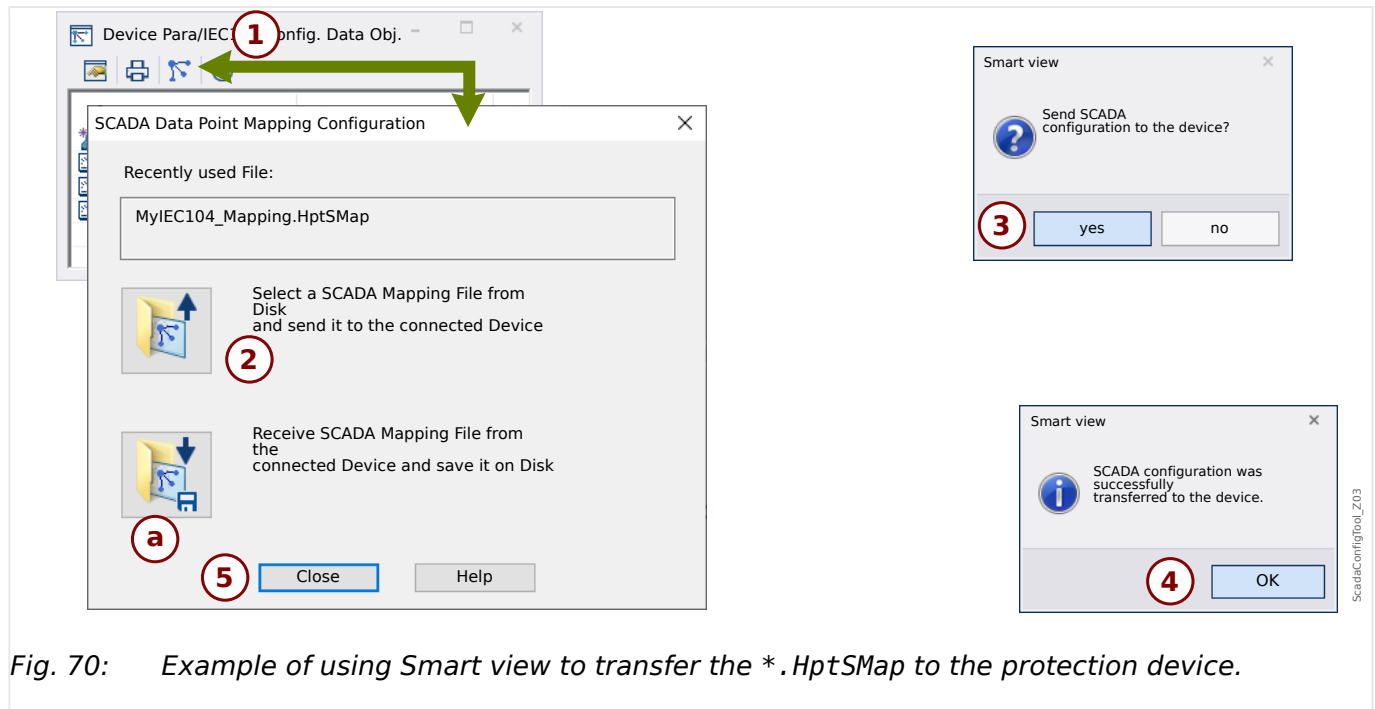 Device Para/IEC1 onfig. Data Obj.
1
SCADA Data Point Mapping Configuration
Recently used File:
MyIEC104_Mapping.HptSMap
Select a SCADA Mapping File from
Disk
and send it to the connected Device
2
Receive SCADA Mapping File from
the
connected Device and save it on Disk
a
5
Close
Help
Smart view
Send SCADA
configuration to the device?
3
yes
no
Smart view
SCADA configuration was
successfully
transferred to the device.
4
OK
ScadaConfigTool_Z03
Fig. 70: Example of using Smart view to transfer the *.HptSMap to the protection device.